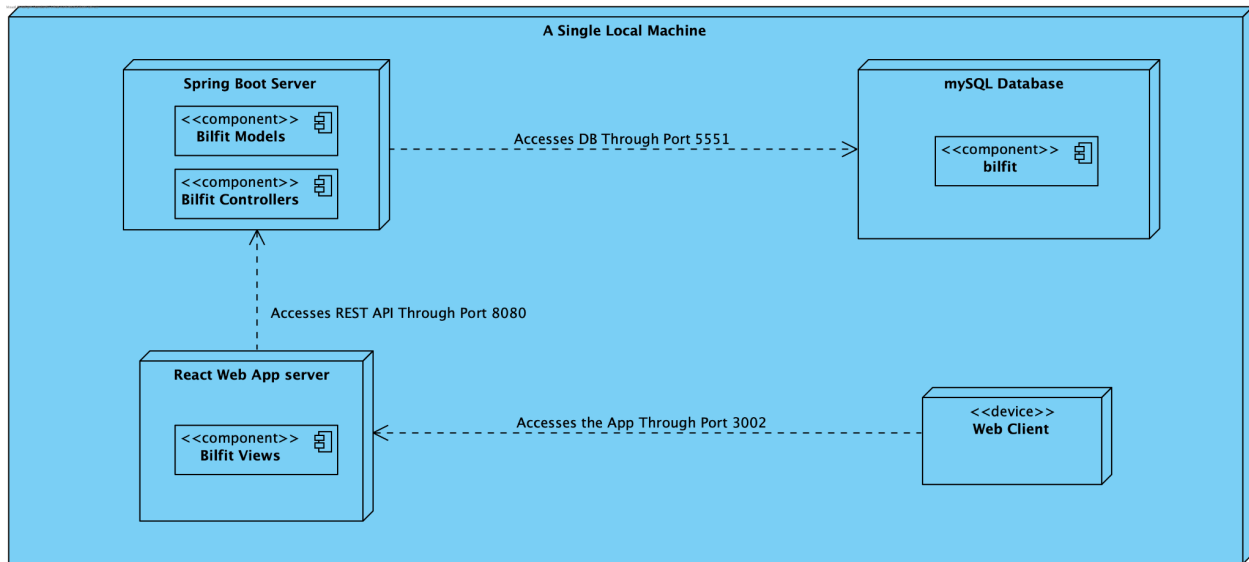 A Single Local Machine
Spring Boot Server
<<component>>
Bilfit Models
<<component>>
Bilfit Controllers
Accesses DB Through Port 5551
mySQL Database
<<component>>
bilfit
Accesses REST API Through Port 8080
React Web App server
<<component>>
Bilfit Views
Accesses the App Through Port 3002
<<device>>
Web Client